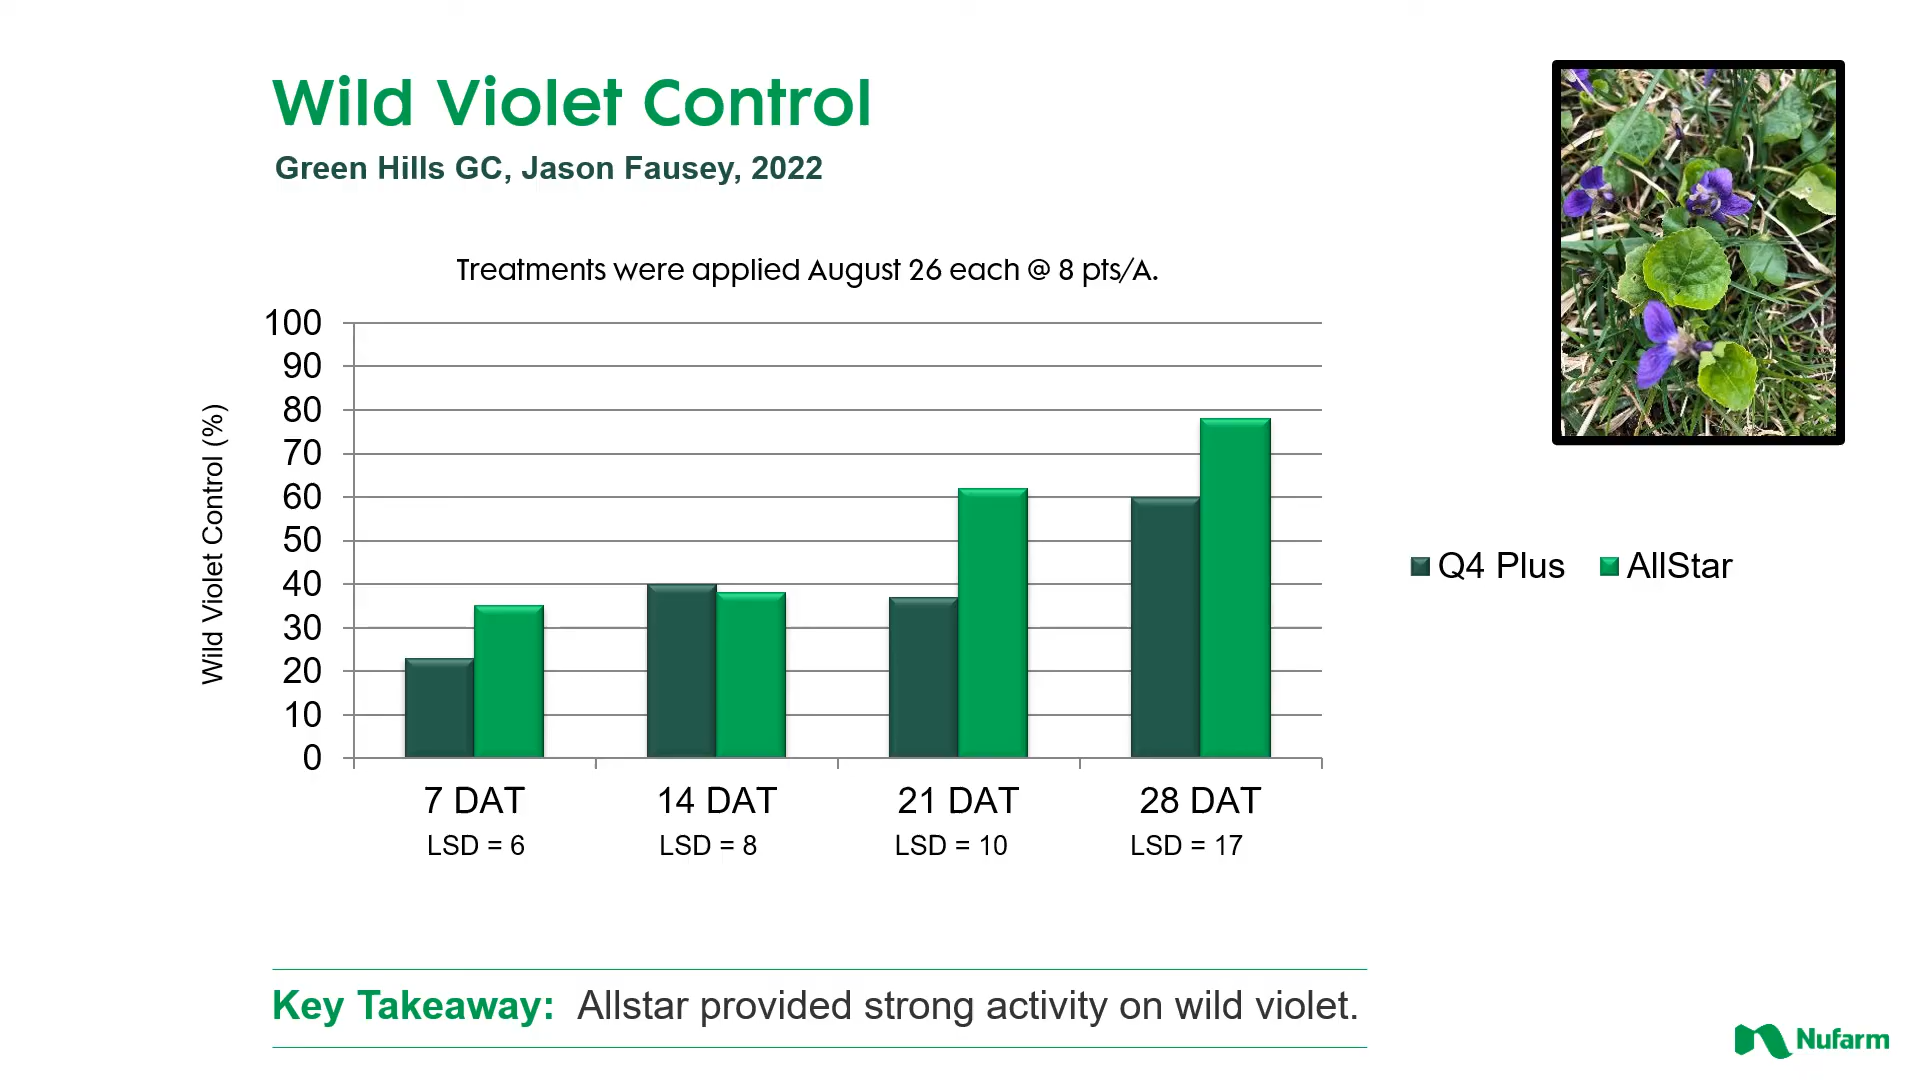 Wild Violet Control
Green Hills GC, Jason Fausey, 2022
Treatments were applied August 26 each @ 8 pts/A.
Wild Violet Control (%)
100
90
80
70
60
50
40
30
20
10
0
7 DAT 14 DAT 21 DAT 28 DAT
LSD = 6 LSD = 8 LSD = 10 LSD = 17
Q4 Plus AllStar
Key Takeaway: Allstar provided strong activity on wild violet.
Nufarm